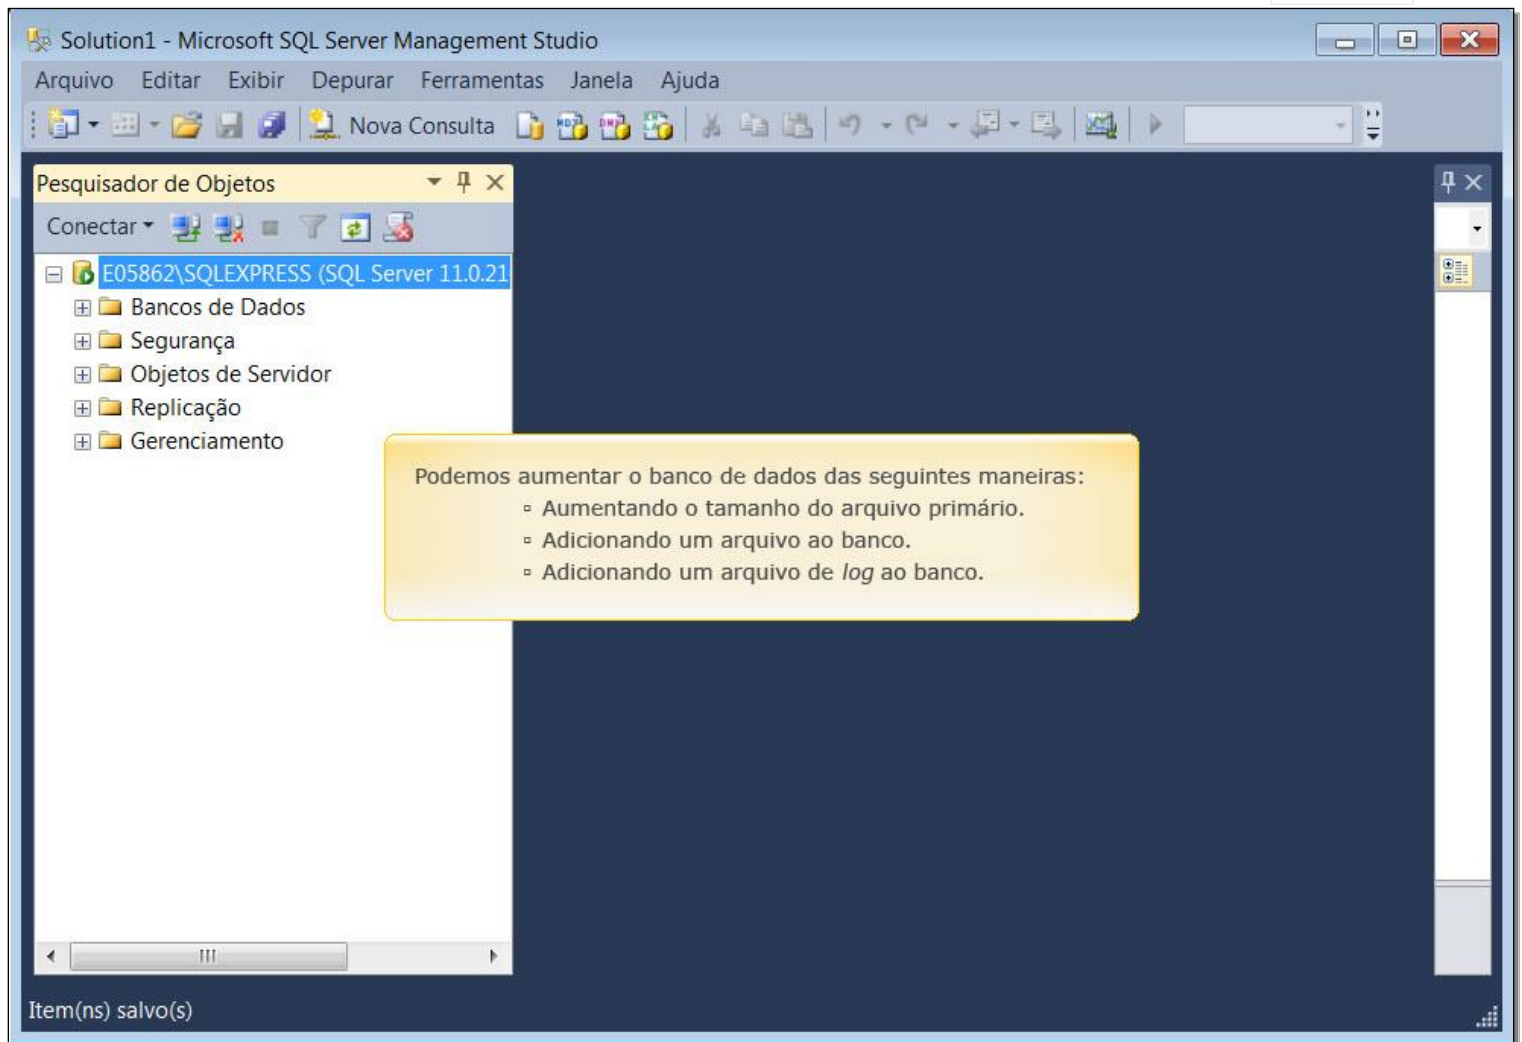 Solution1 - Microsoft SQL Server Management Studio
Arquivo Editar Exibir Depurar Ferramentas Janela Ajuda
Nova Consulta
Pesquisador de Objetos
Conectar
E05862\SQLEXPRESS (SQL Server 11.0.21
Bancos de Dados
Segurança
Objetos de Servidor
Replicação
Gerenciamento
Podemos aumentar o banco de dados das seguintes maneiras:
▫ Aumentando o tamanho do arquivo primário.
▫ Adicionando um arquivo ao banco.
▫ Adicionando um arquivo de log ao banco.
Item(ns) salvo(s)